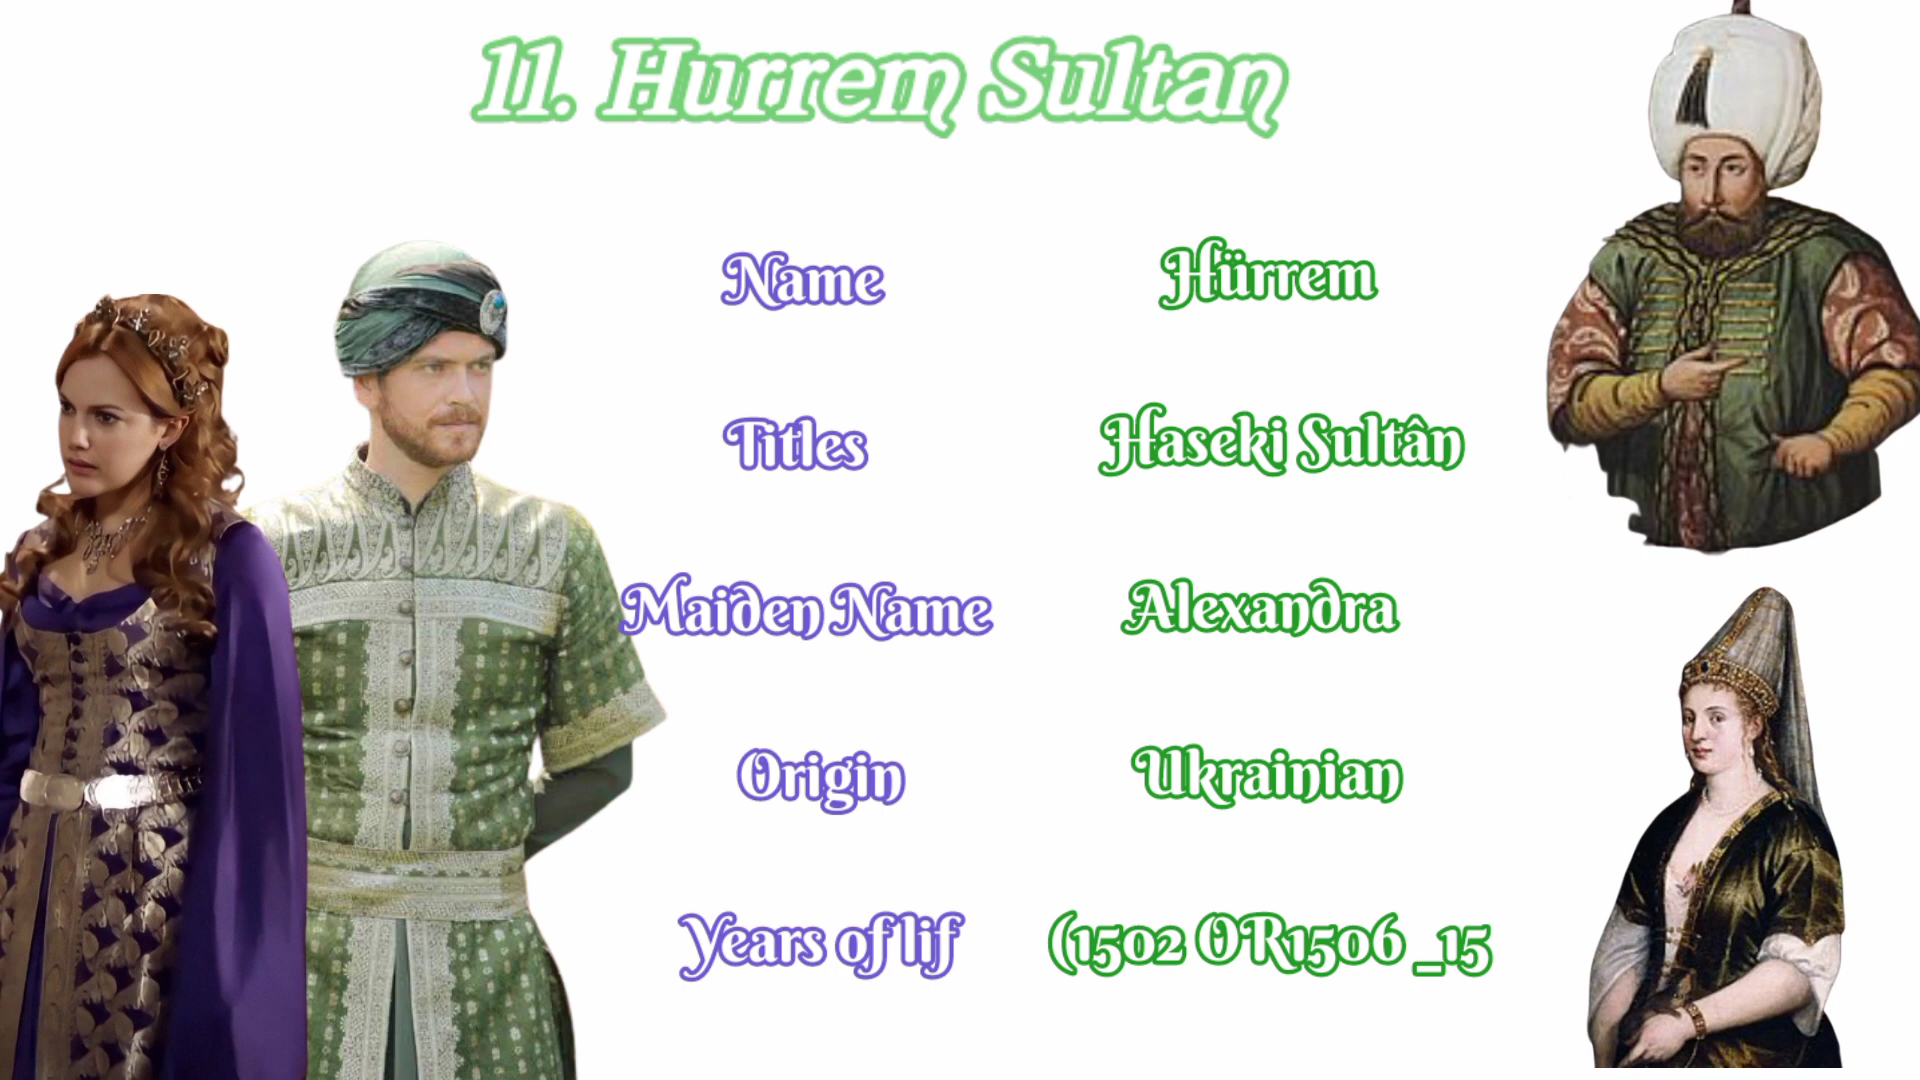 11. Hurrem Sultan
Name Hürrem
Titles Haseki Sultân
Maiden Name Alexandra
Origin Ukrainian
Years of lif (1502 OR1506 _15